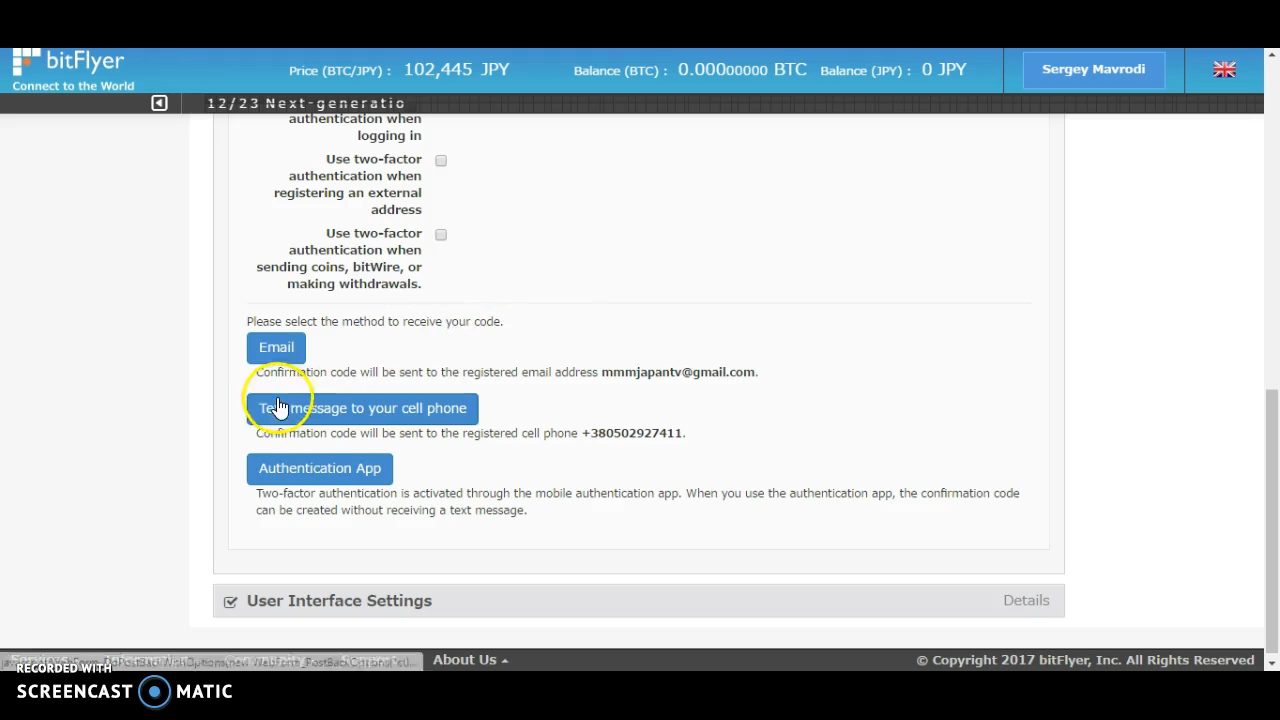 bitFlyer
Connect to the World
Price (BTC/JPY) : 102,445 JPY
Balance (BTC) : 0.00000000 BTC
Balance (JPY) : 0 JPY
Sergey Mavrodi
12/23 Next-generatio
authentication when
logging in
Use two-factor
authentication when
registering an external
address
Use two-factor
authentication when
sending coins, bitWire, or
making withdrawals.
Please select the method to receive your code.
Email
Confirmation code will be sent to the registered email address mmmjapantv@gmail.com.
message to your cell phone
Confirmation code will be sent to the registered cell phone +380502927411.
Authentication App
Two-factor authentication is activated through the mobile authentication app. When you use the authentication app, the confirmation code
can be created without receiving a text message.
User Interface Settings
Details
About Us
© Copyright 2017 bitFlyer, Inc. All Rights Reserved
RECORDED WITH
SCREENCAST MATIC